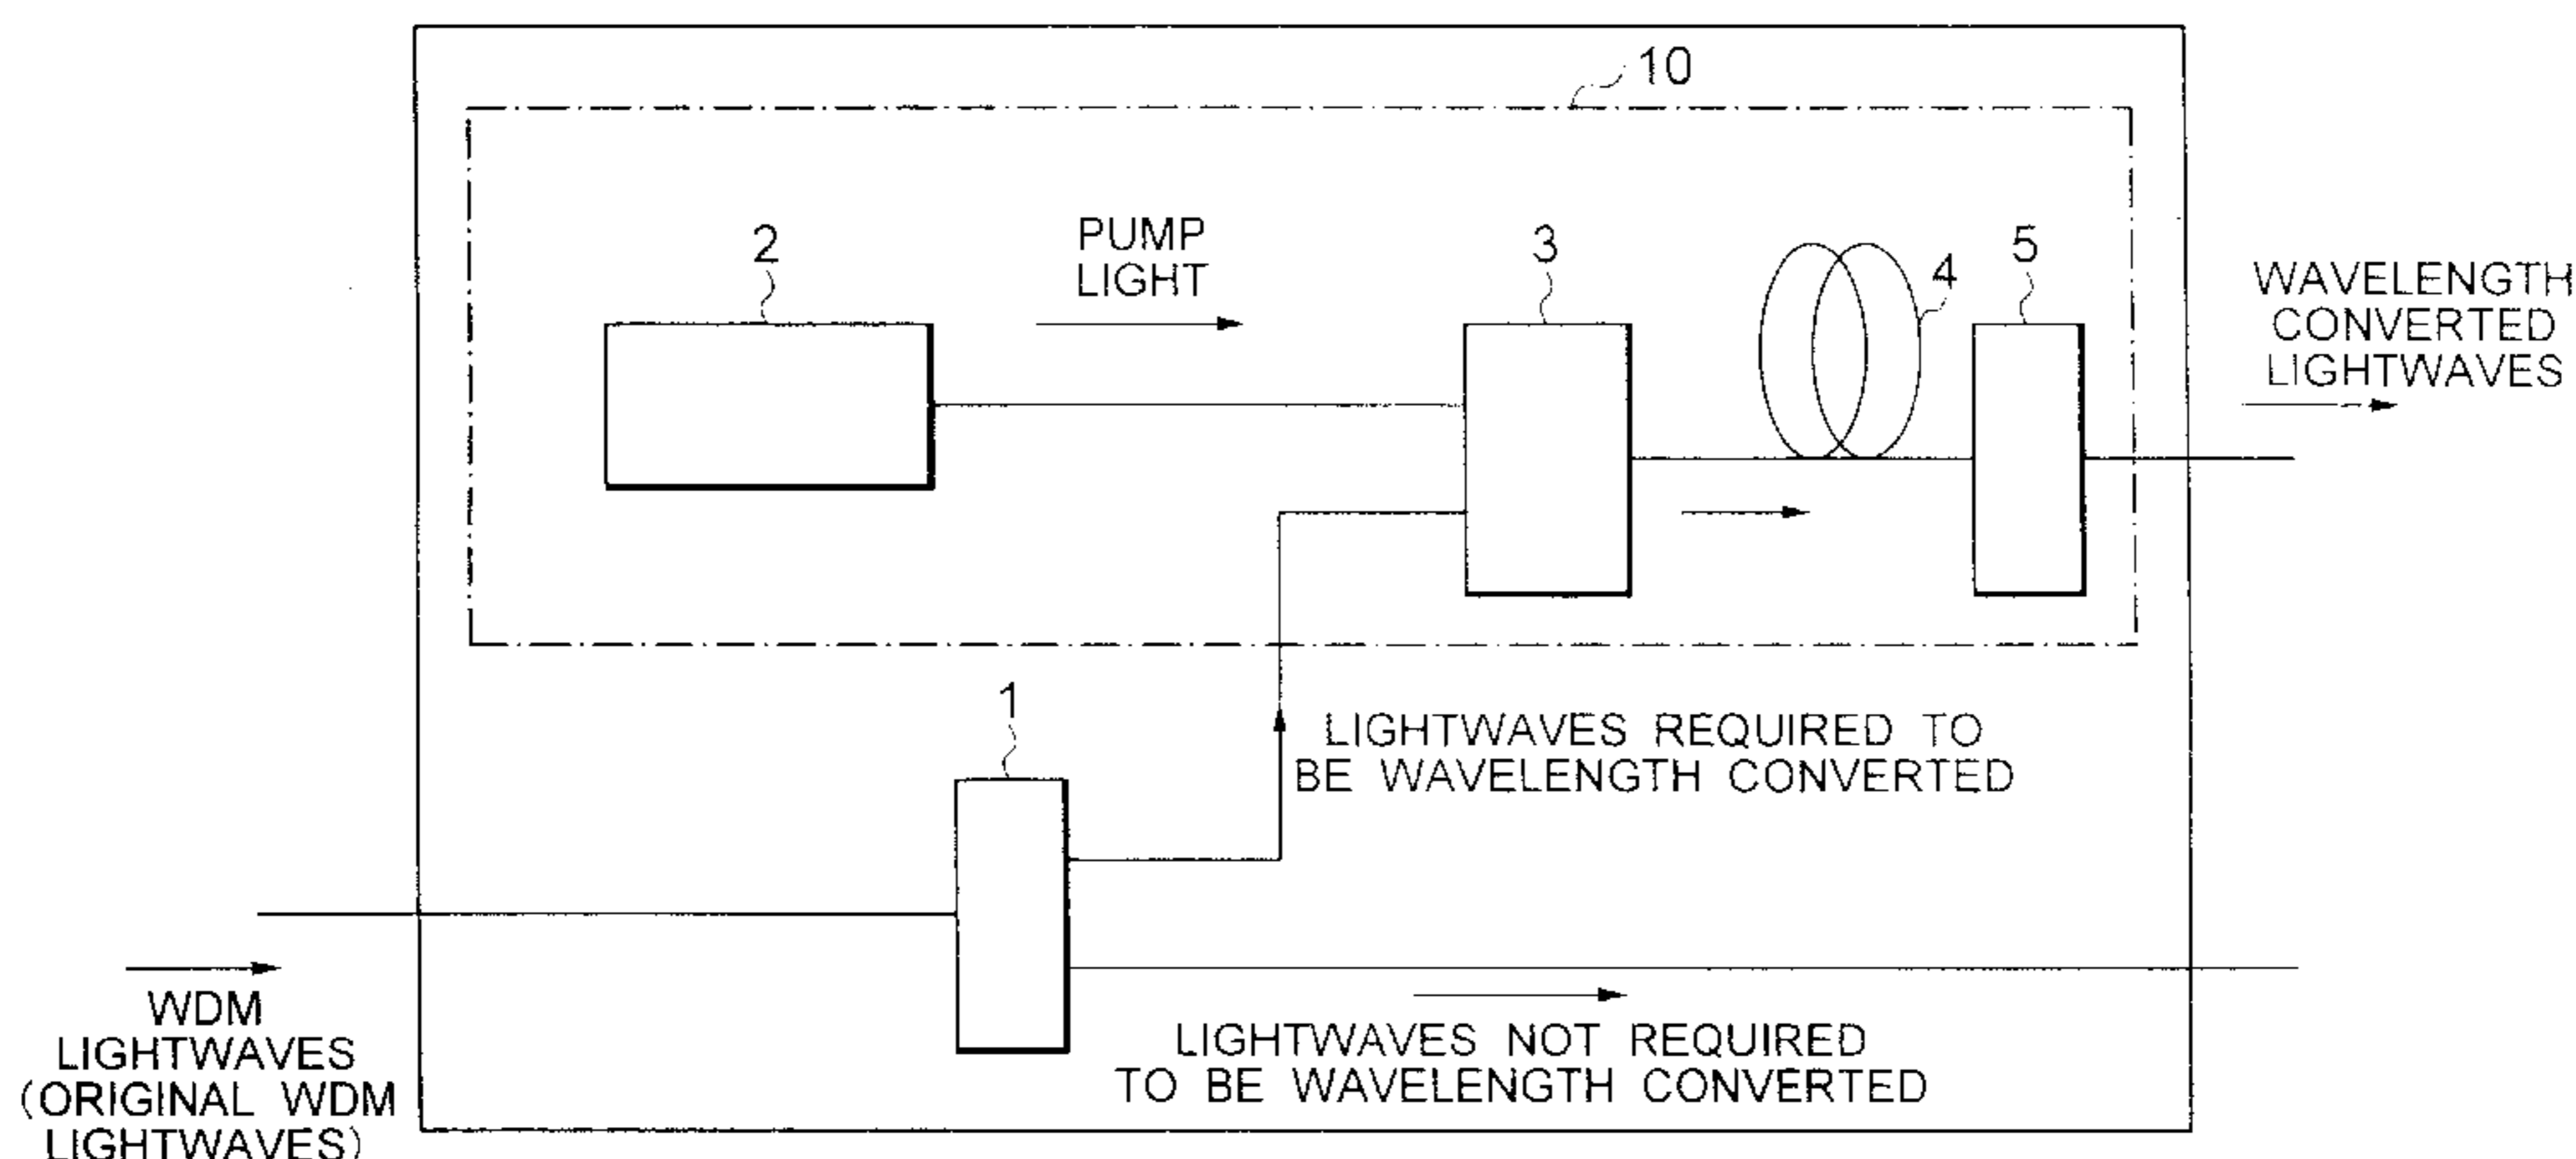 10
2
PUMP
LIGHT
3
4
5
WAVELENGTH
CONVERTED
LIGHTWAVES
1
LIGHTWAVES REQUIRED TO
BE WAVELENGTH CONVERTED
WDM
LIGHTWAVES
(ORIGINAL WDM
LIGHTWAVES)
LIGHTWAVES NOT REQUIRED
TO BE WAVELENGTH CONVERTED